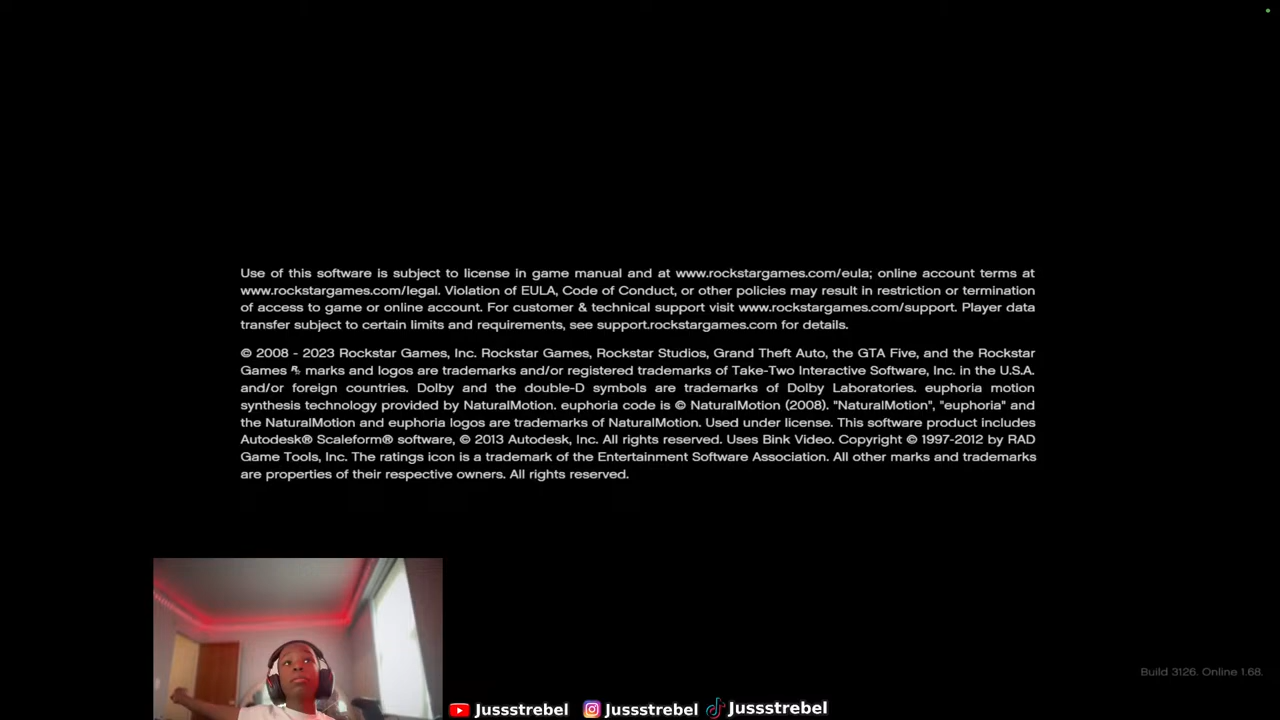 Use of this software is subject to license in game manual and at www.rockstargames.com/eula; online account terms at
www.rockstargames.com/legal. Violation of EULA, Code of Conduct, or other policies may result in restriction or termination
of access to game or online account. For customer & technical support visit www.rockstargames.com/support. Player data
transfer subject to certain limits and requirements, see support.rockstargames.com for details.
© 2008 - 2023 Rockstar Games, Inc. Rockstar Games, Rockstar Studios, Grand Theft Auto, the GTA Five, and the Rockstar
Games R* marks and logos are trademarks and/or registered trademarks of Take-Two Interactive Software, Inc. in the U.S.A.
and/or foreign countries. Dolby and the double-D symbols are trademarks of Dolby Laboratories. euphoria motion
synthesis technology provided by NaturalMotion. euphoria code is © NaturalMotion (2008). "NaturalMotion", "euphoria" and
the NaturalMotion and euphoria logos are trademarks of NaturalMotion. Used under license. This software product includes
Autodesk® Scaleform® software, © 2013 Autodesk, Inc. All rights reserved. Uses Bink Video. Copyright © 1997-2012 by RAD
Game Tools, Inc. The ratings icon is a trademark of the Entertainment Software Association. All other marks and trademarks
are properties of their respective owners. All rights reserved.
Build 3126. Online 1.68.
Jussstrebel Jussstrebel Jussstrebel